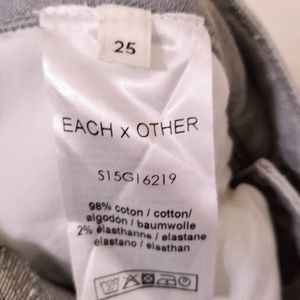 25
EACH x OTHER
S15G16219
98% coton / cotton/
algodón / baumwolle
2% élasthanne / elastane
elastano / elasthan